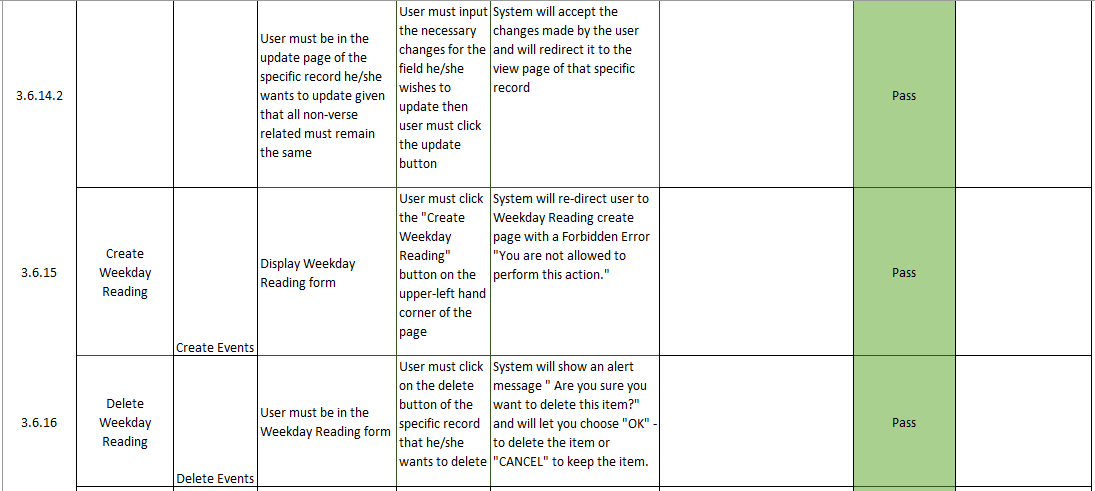 3.6.14.2
User must be in the
update page of the
specific record he/she
wants to update given
that all non-verse
related must remain
the same
User must input
the necessary
changes for the
field he/she
wishes to
update then
user must click
the update
button
System will accept the
changes made by the user
and will redirect it to the
view page of that specific
record
Pass
3.6.15
Create
Weekday
Reading
Create Events
Display Weekday
Reading form
User must click
the "Create
Weekday
Reading"
button on the
upper-left hand
corner of the
page
System will re-direct user to
Weekday Reading create
page with a Forbidden Error
"You are not allowed to
perform this action."
Pass
3.6.16
Delete
Weekday
Reading
Delete Events
User must be in the
Weekday Reading form
User must click
on the delete
button of the
specific record
that he/she
wants to delete
System will show an alert
message " Are you sure you
want to delete this item?"
and will let you choose "OK" -
to delete the item or
"CANCEL" to keep the item.
Pass